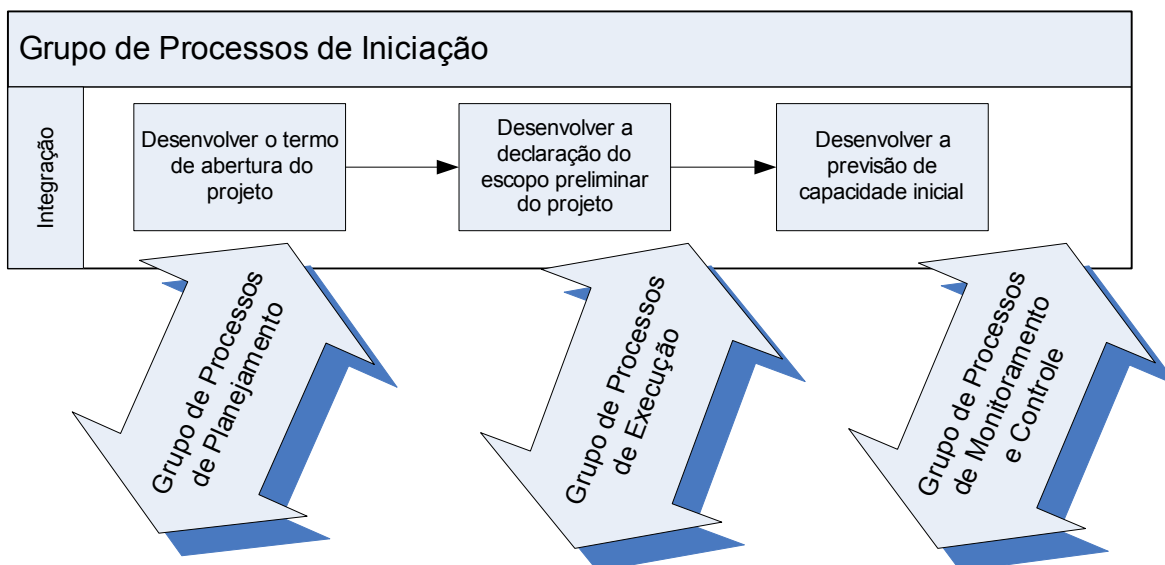 Grupo de Processos de Iniciação
Integração
Desenvolver o termo
de abertura do
projeto
Desenvolver a
declaração do
escopo preliminar
do projeto
Desenvolver a
previsão de
capacidade inicial
Grupo de Processos
de Planejamento
Grupo de Processos
de Execução
Grupo de Processos
de Monitoramento
e Controle